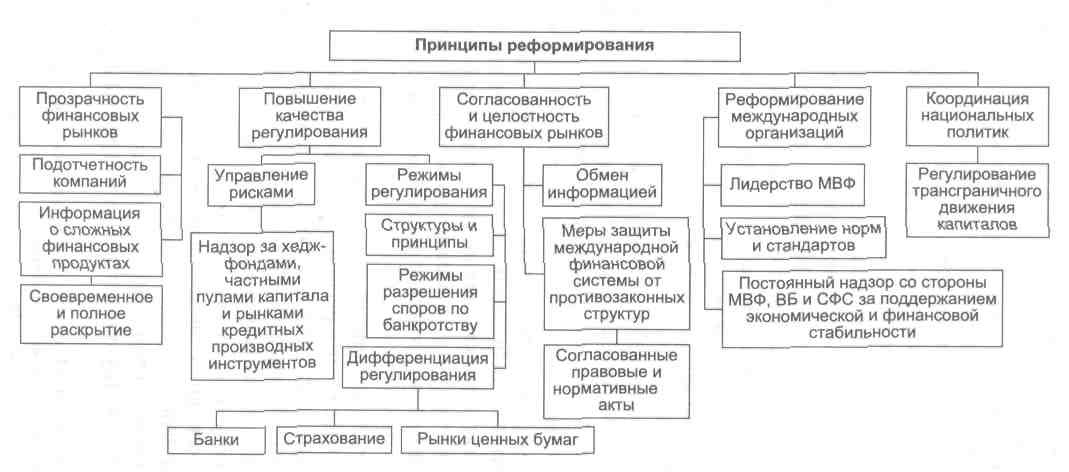 Принципы реформирования
Прозрачность
финансовых
рынков
Подотчетность
компаний
Информация
о сложных
финансовых
продуктах
Своевременное
и полное
раскрытие
Повышение
качества
регулирования
Управление
рисками
Надзор за хедж-
фондами,
частными
пулами капитала
и рынками
кредитных
производных
инструментов
Режимы
регулирования
Структуры и
принципы
Режимы
разрешения
споров по
банкротству
Дифференциация
регулирования
Банки
Страхование
Рынки ценных бумаг
Согласованность
и целостность
финансовых рынков
Обмен
информацией
Меры защиты
международной
финансовой
системы от
противозаконных
структур
Согласованные
правовые и
нормативные
акты
Реформирование
международных
организаций
Лидерство МВФ
Установление норм
и стандартов
Постоянный надзор со стороны
МВФ, ВБ и СФС за поддержанием
экономической и финансовой
стабильности
Координация
национальных
политик
Регулирование
трансграничного
движения
капиталов